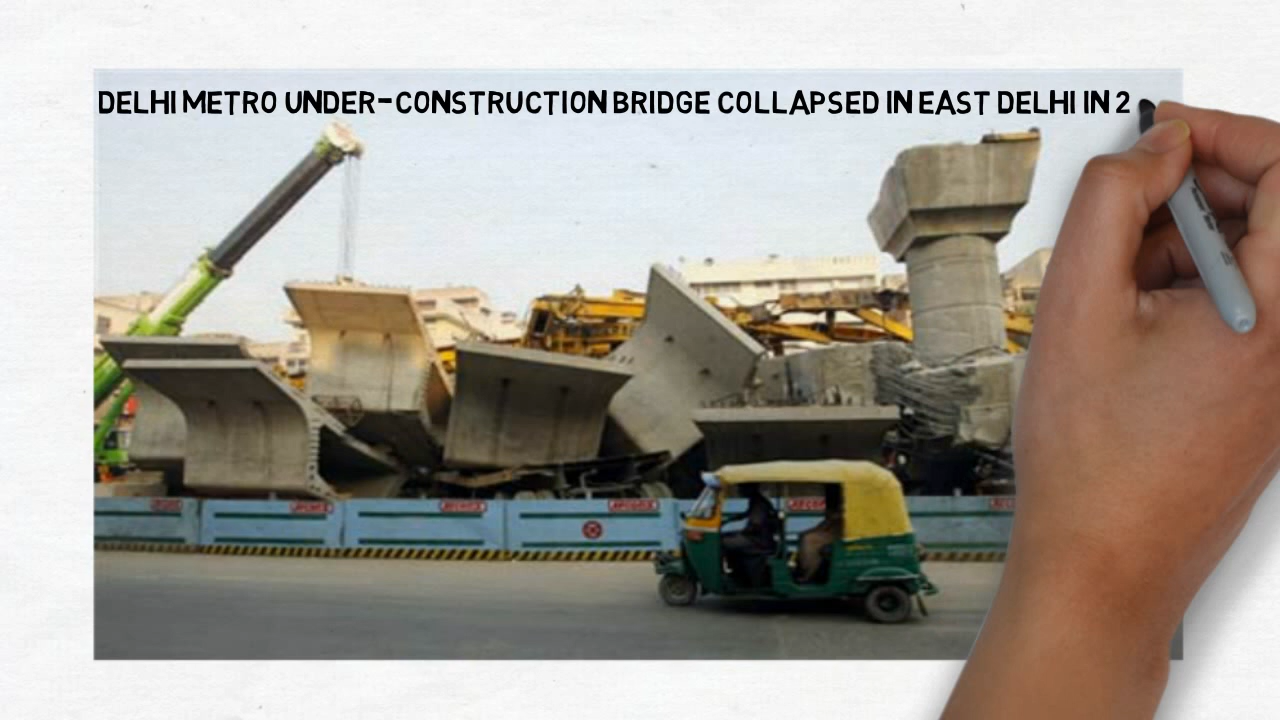 DELHI METRO UNDER-CONSTRUCTION BRIDGE COLLAPSED IN EAST DELHI IN 2